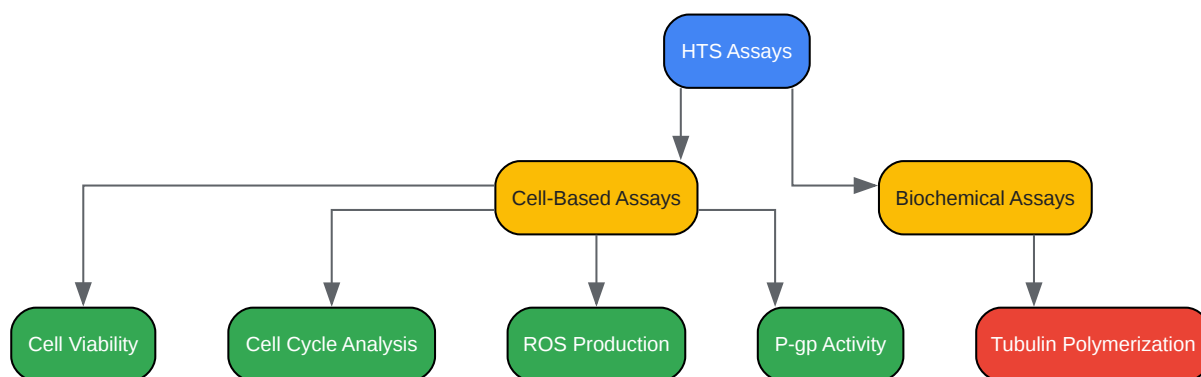 HTS Assays
Cell-Based Assays
Biochemical Assays
Cell Viability
Cell Cycle Analysis
ROS Production
P-gp Activity
Tubulin Polymerization